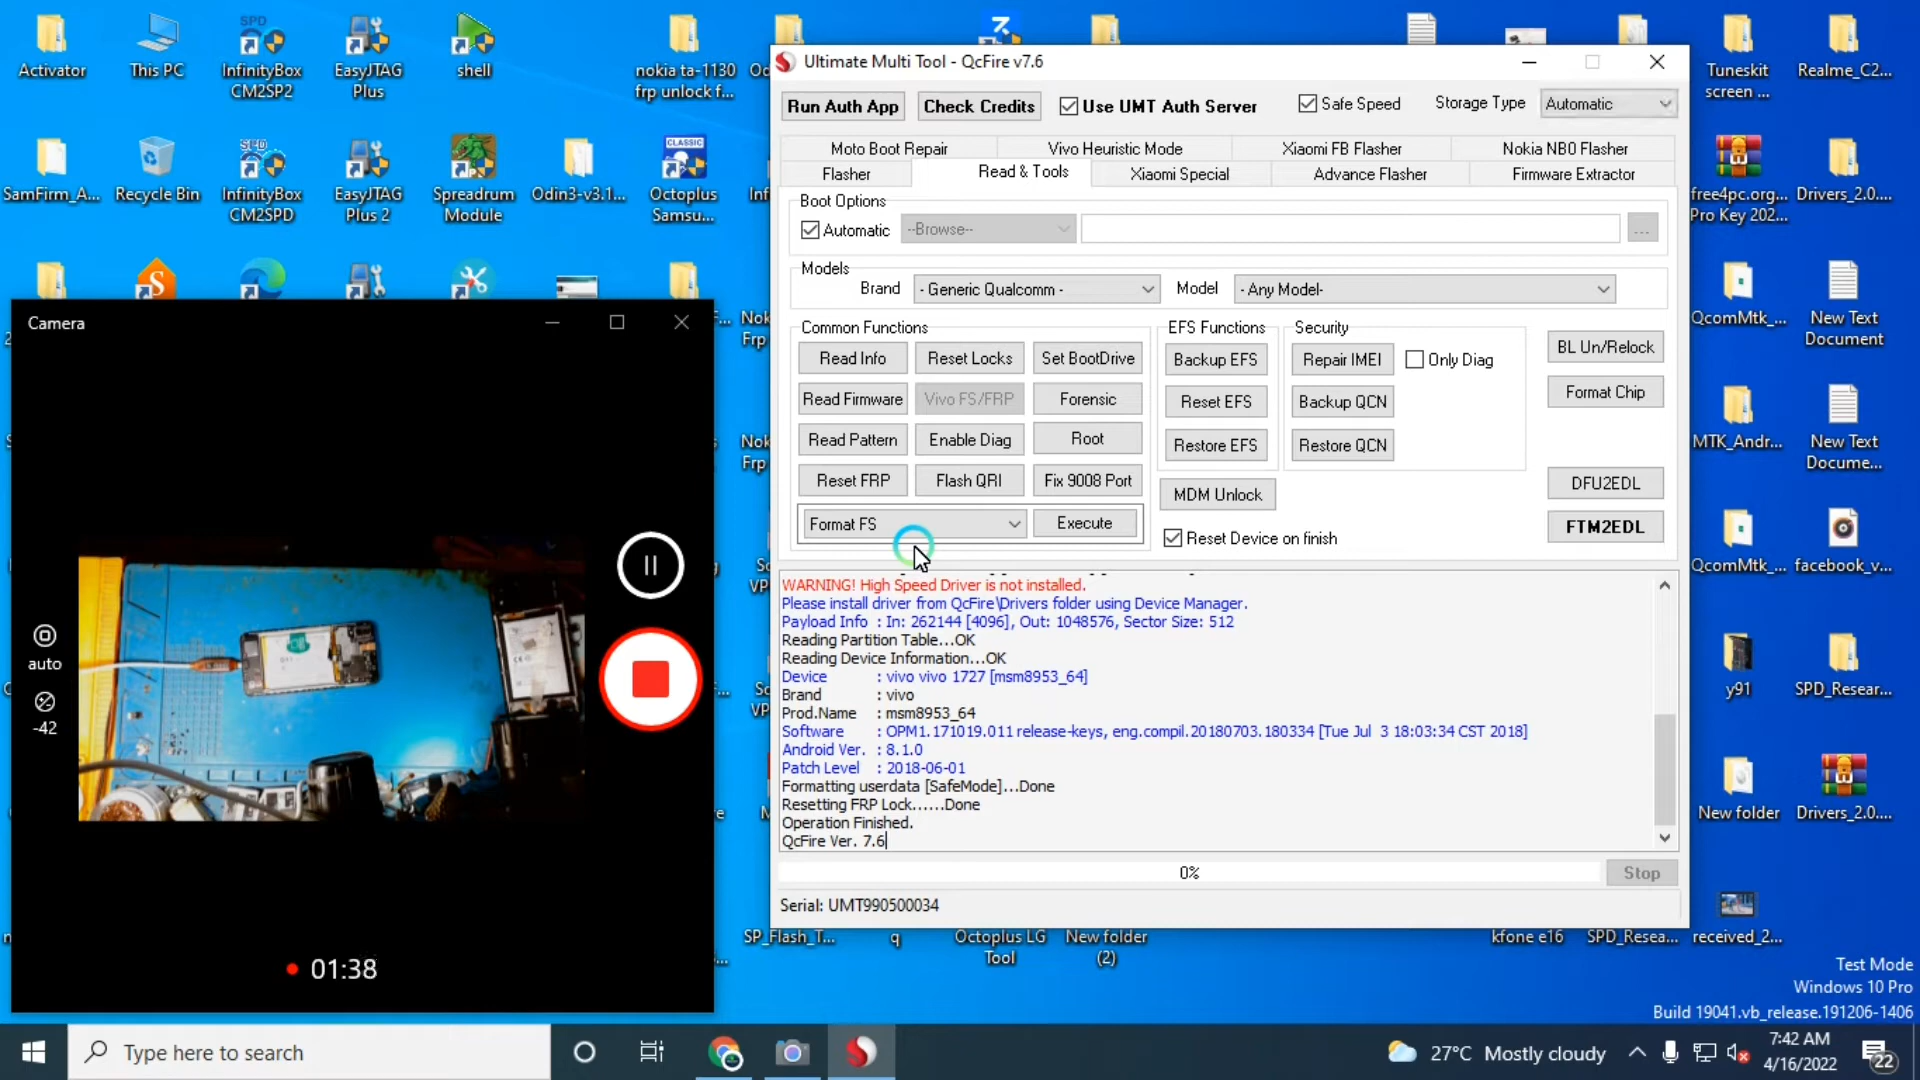 Activator
This PC
InfinityBox
CM2SP2
EasyJTAG
Plus
shell
nokia ta-1130
frp unlock f...
Tuneskit
screen ...
Realme_C2...
SamFirm_A...
Recycle Bin
InfinityBox
CM2SPD
EasyJTAG
Plus 2
Spreadrum
Module
Odin3-v3.1...
Octoplus
Samsu...
free4pc.org...
Pro Key 202...
Drivers_2.0....
QcomMtk_...
New Text
Document
MTK_Andr...
New Text
Docume...
QcomMtk_...
facebook_v...
y91
SPD_Resear...
New folder
Drivers_2.0....
SP_Flash_T...
q
Octoplus LG
Tool
New folder
(2)
kfone e16
SPD_Resea...
received_2...
Ultimate Multi Tool - QcFire v7.6
Run Auth App
Check Credits
Use UMT Auth Server
Safe Speed
Storage Type
Automatic
Moto Boot Repair
Vivo Heuristic Mode
Xiaomi FB Flasher
Nokia NB0 Flasher
Flasher
Read & Tools
Xiaomi Special
Advance Flasher
Firmware Extractor
Boot Options
Automatic
--Browse--
...
Models
Brand
- Generic Qualcomm -
Model
- Any Model-
Common Functions
Read Info
Reset Locks
Set BootDrive
Read Firmware
Vivo FS/FRP
Forensic
Read Pattern
Enable Diag
Root
Reset FRP
Flash QRI
Fix 9008 Port
Format FS
Execute
EFS Functions
Backup EFS
Reset EFS
Restore EFS
MDM Unlock
Security
Repair IMEI
Only Diag
Backup QCN
Restore QCN
Reset Device on finish
BL Un/Relock
Format Chip
DFU2EDL
FTM2EDL
WARNING! High Speed Driver is not installed.
Please install driver from QcFire\Drivers folder using Device Manager.
Payload Info : In: 262144 [4096], Out: 1048576, Sector Size: 512
Reading Partition Table...OK
Reading Device Information...OK
Device : vivo vivo 1727 [msm8953_64]
Brand : vivo
Prod.Name : msm8953_64
Software : OPM1.171019.011 release-keys, eng.compil.20180703.180334 [Tue Jul 3 18:03:34 CST 2018]
Android Ver. : 8.1.0
Patch Level : 2018-06-01
Formatting userdata [SafeMode]...Done
Resetting FRP Lock......Done
Operation Finished.
QcFire Ver. 7.6
0%
Stop
Serial: UMT990500034
Camera
auto
-42
01:38
Test Mode
Windows 10 Pro
Build 19041.vb_release.191206-1406
Type here to search
27°C Mostly cloudy
7:42 AM
4/16/2022
22